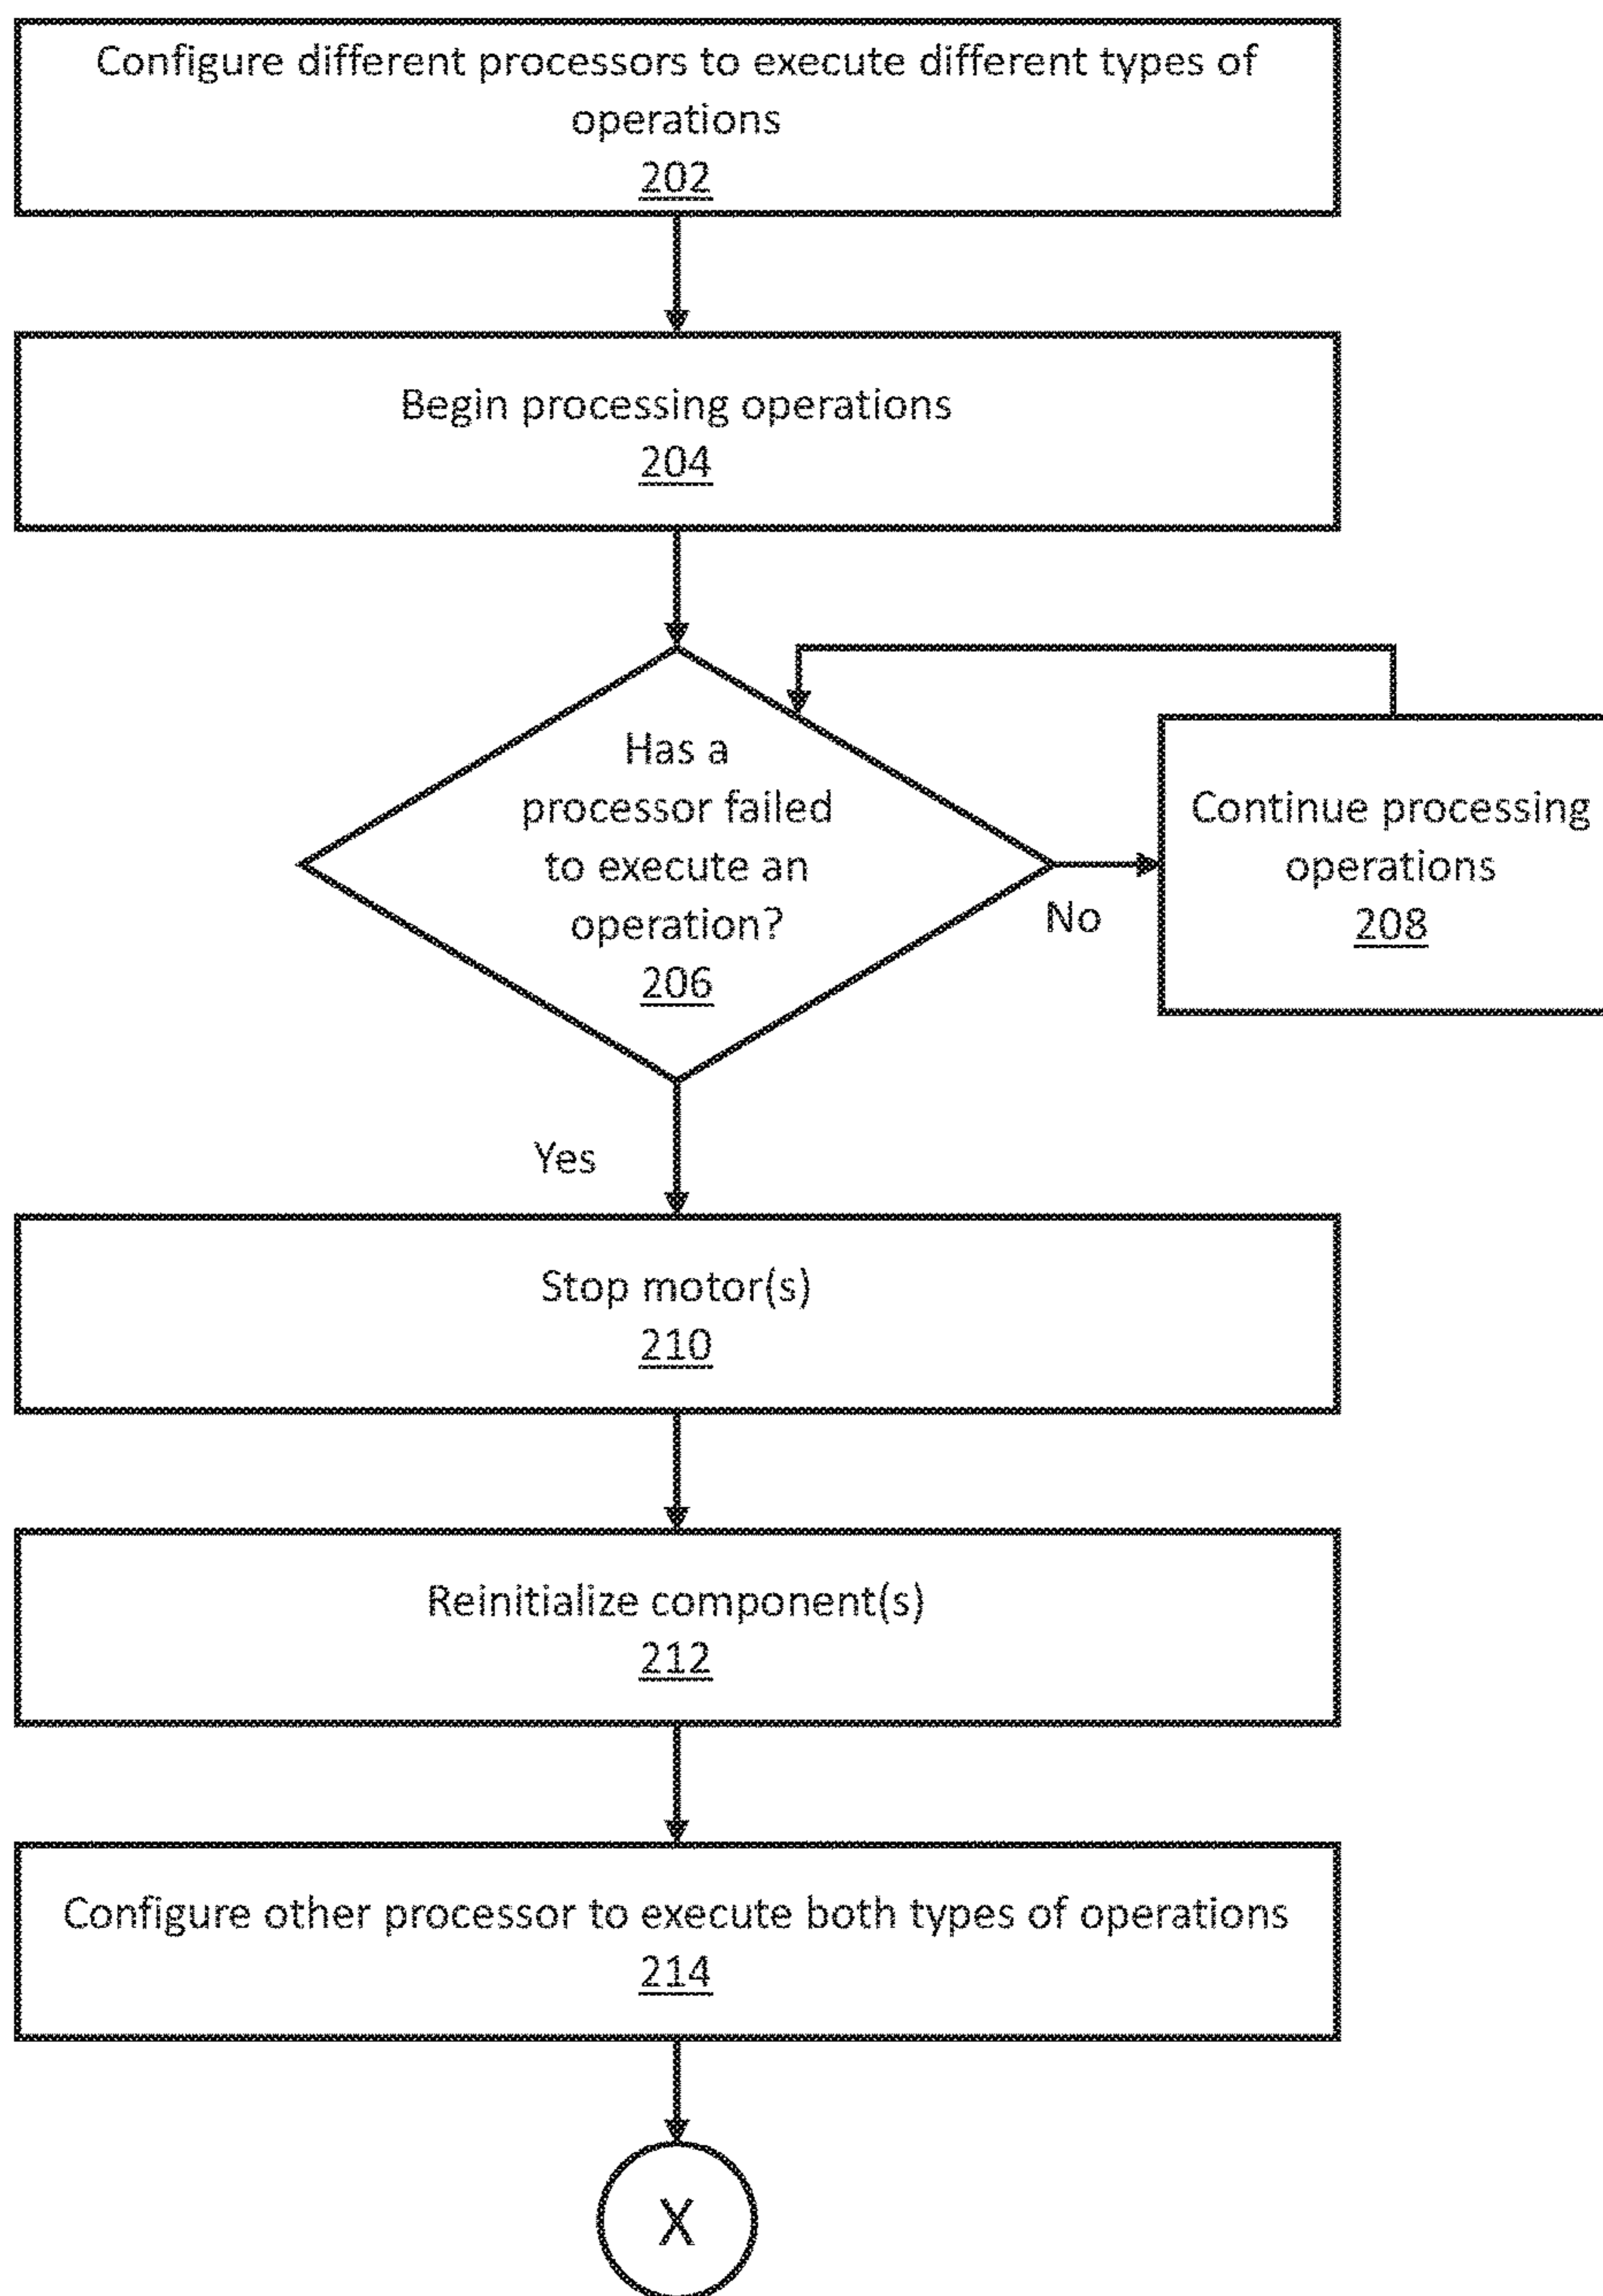 Configure different processors to execute different types of
operations
202
Begin processing operations
204
Has a
processor failed
to execute an
operation?
206
No
Continue processing
operations
208
Yes
Stop motor(s)
210
Reinitialize component(s)
212
Configure other processor to execute both types of operations
214
X